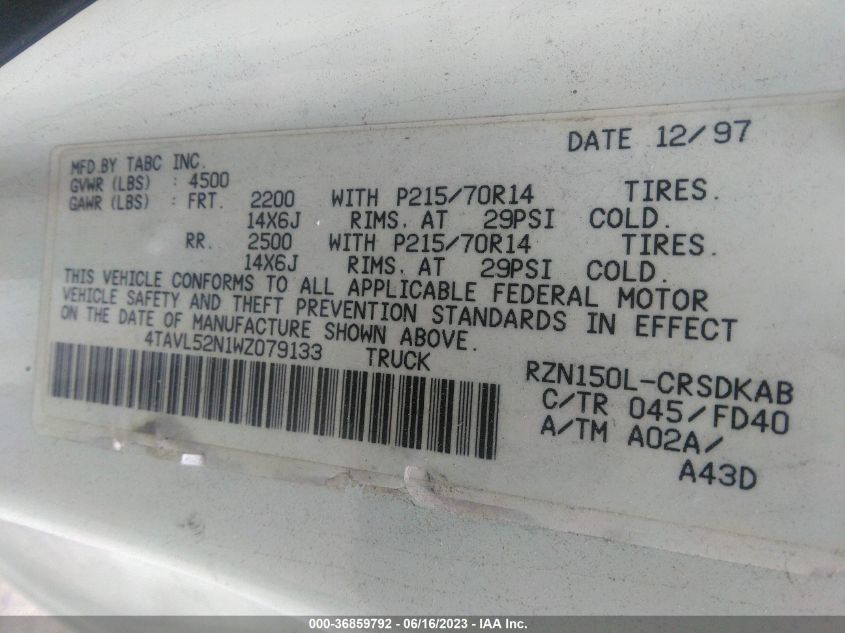 DATE 12/97
MFD.BY TABC INC.
GVWR (LBS) : 4500
GAWR (LBS) : FRT. 2200 WITH P215/70R14 TIRES.
14X6J RIMS. AT 29PSI COLD.
RR. 2500 WITH P215/70R14 TIRES.
14X6J RIMS. AT 29PSI COLD.
THIS VEHICLE CONFORMS TO ALL APPLICABLE FEDERAL MOTOR
VEHICLE SAFETY AND THEFT PREVENTION STANDARDS IN EFFECT
ON THE DATE OF MANUFACTURE SHOWN ABOVE.
4TAVL52N1WZ079133 TRUCK
RZN150L-CRSDKAB
C/TR 045/FD40
A/TM A02A/
A43D
000-36859792 - 06/16/2023 - IAA Inc.